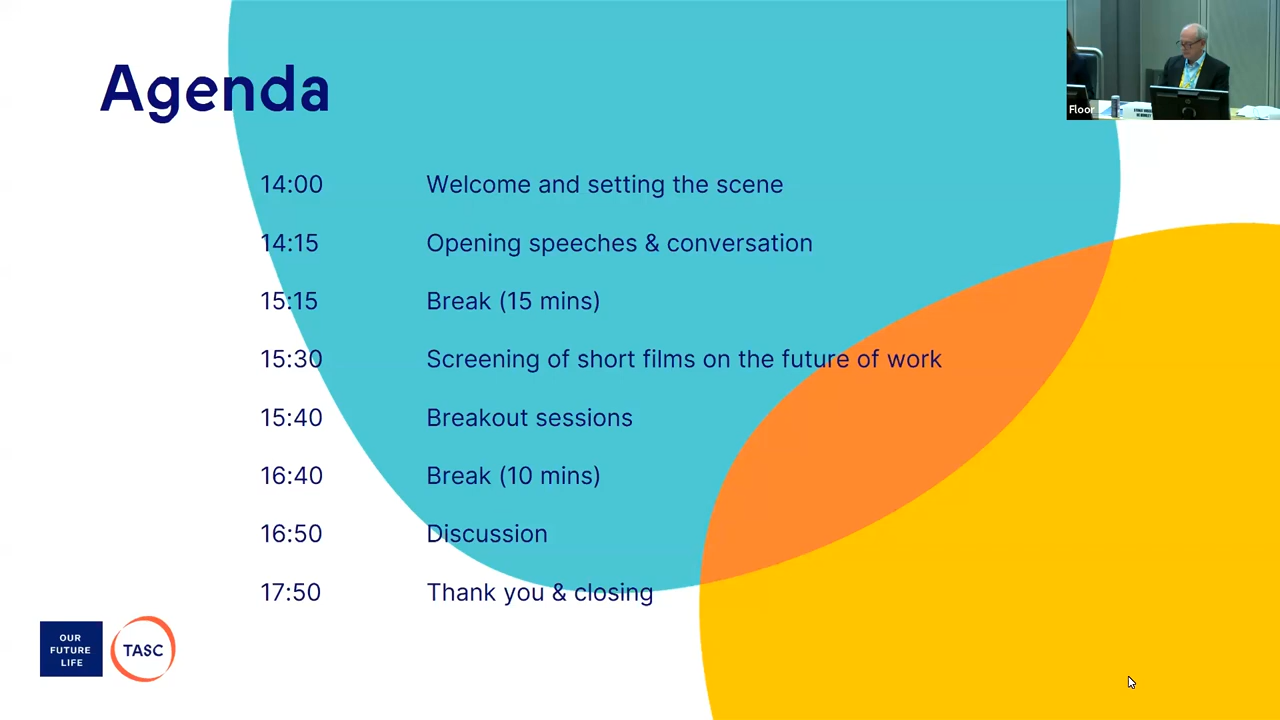 Agenda
14:00 Welcome and setting the scene
14:15 Opening speeches & conversation
15:15 Break (15 mins)
15:30 Screening of short films on the future of work
15:40 Breakout sessions
16:40 Break (10 mins)
16:50 Discussion
17:50 Thank you & closing
OUR
FUTURE
LIFE
TASC
Floor